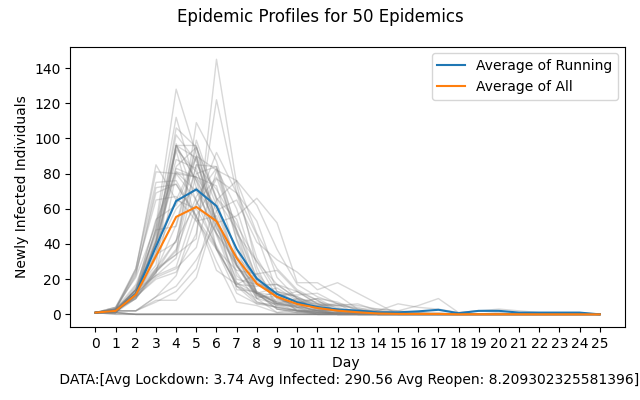 Epidemic Profiles for 50 Epidemics
Average of Running
Average of All
Newly Infected Individuals
140
120
100
80
60
40
20
0
0 1 2 3 4 5 6 7 8 9 10 11 12 13 14 15 16 17 18 19 20 21 22 23 24 25
Day
DATA:[Avg Lockdown: 3.74 Avg Infected: 290.56 Avg Reopen: 8.209302325581396]